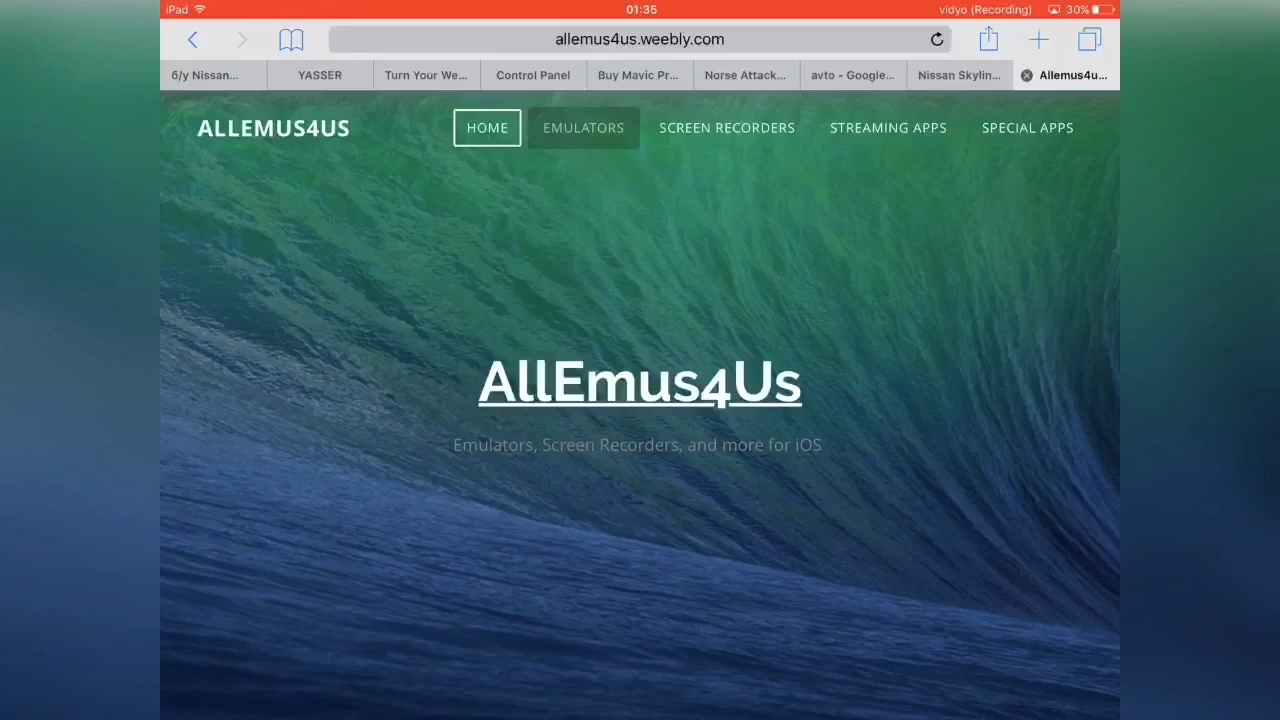 iPad 01:35 vidyo (Recording) 30%
allemus4us.weebly.com
б/у Nissan... YASSER Turn Your We... Control Panel Buy Mavic Pr... Norse Attack... avto - Google... Nissan Skylin... Allemus4u...
ALLEMUS4US HOME EMULATORS SCREEN RECORDERS STREAMING APPS SPECIAL APPS
AllEmus4Us
Emulators, Screen Recorders, and more for iOS